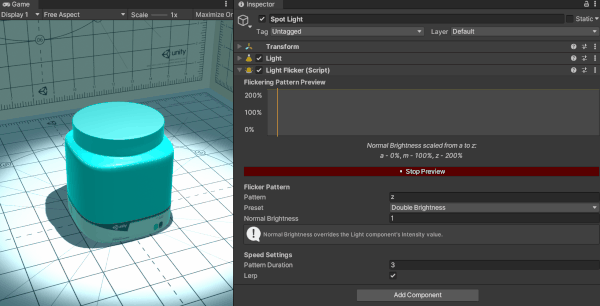 Game
Display 1 Free Aspect Scale 1x Maximize On
unity
Inspector
Spot Light Static
Tag Untagged Layer Default
Transform
Light
Light Flicker (Script)
Flickering Pattern Preview
200%
100%
0%
Normal Brightness scaled from a to z:
a - 0%, m - 100%, z - 200%
Stop Preview
Flicker Pattern
Pattern z
Preset Double Brightness
Normal Brightness 1
Normal Brightness overrides the Light component's Intensity value.
Speed Settings
Pattern Duration 3
Lerp
Add Component